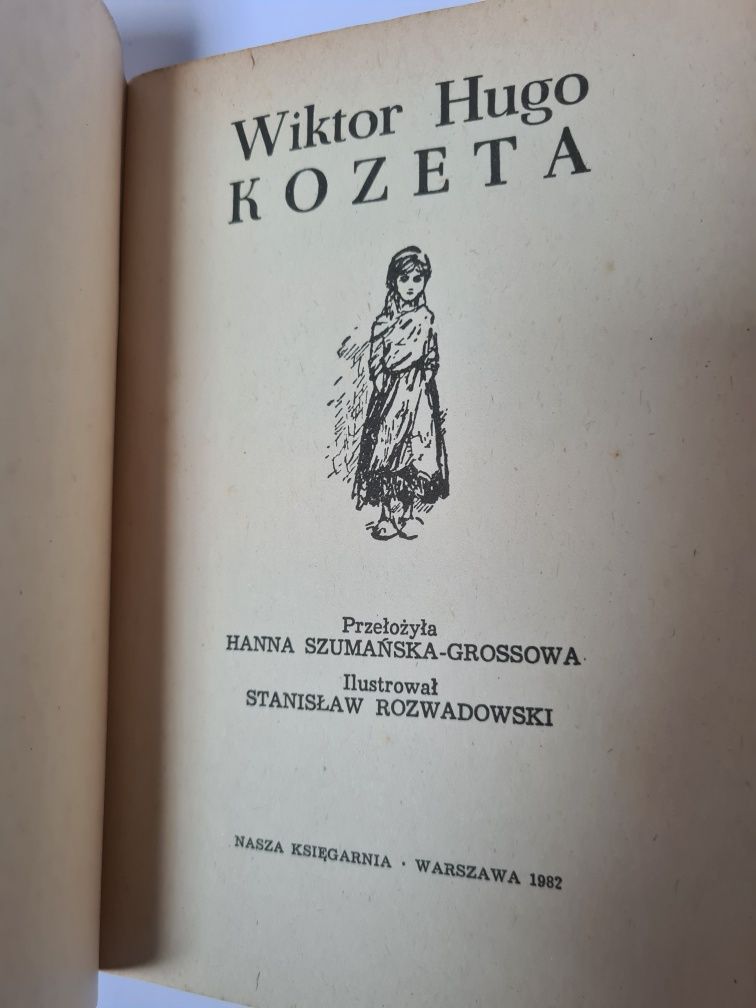 Wiktor Hugo
KOZETA
Przełożyła
HANNA SZUMAŃSKA-GROSSOWA
Ilustrował
STANISŁAW ROZWADOWSKI
NASZA KSIĘGARNIA · WARSZAWA 1982